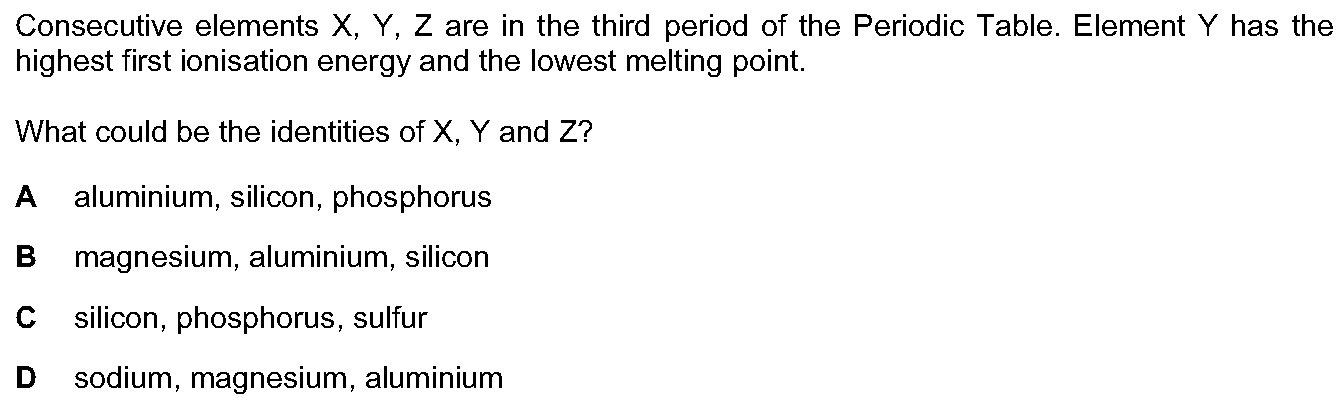 Consecutive elements X, Y, Z are in the third period of the Periodic Table. Element Y has the
highest first ionisation energy and the lowest melting point.
What could be the identities of X, Y and Z?
A aluminium, silicon, phosphorus
B magnesium, aluminium, silicon
C silicon, phosphorus, sulfur
D sodium, magnesium, aluminium